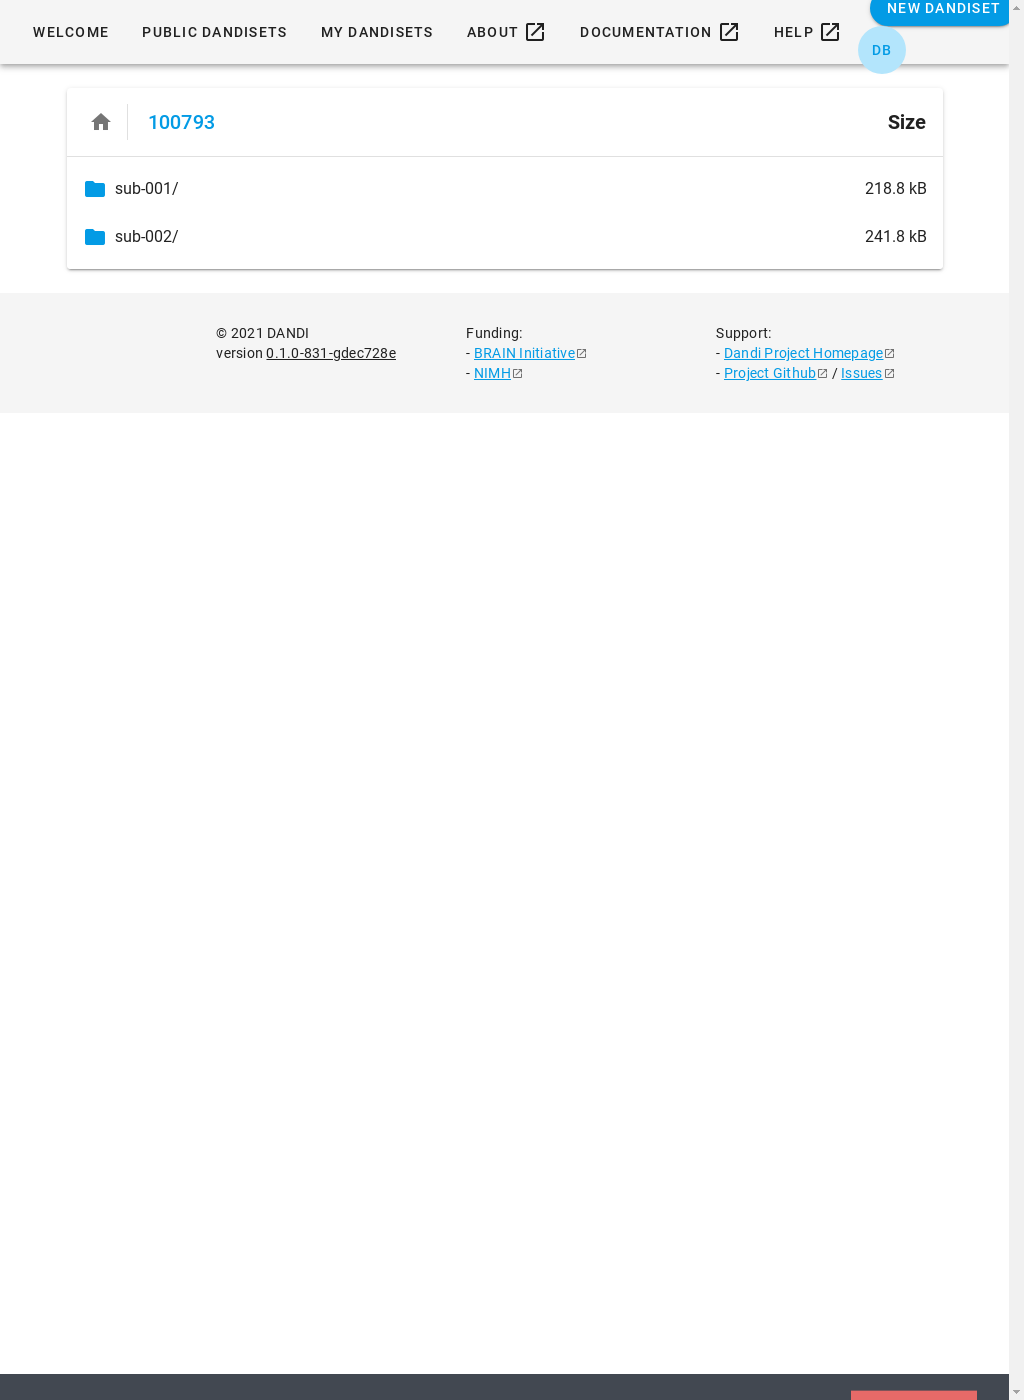 WELCOME PUBLIC DANDISETS MY DANDISETS ABOUT DOCUMENTATION HELP NEW DANDISET
DB
100793 Size
sub-001/ 218.8 kB
sub-002/ 241.8 kB
© 2021 DANDI
version 0.1.0-831-gdec728e
Funding:
- BRAIN Initiative
- NIMH
Support:
- Dandi Project Homepage
- Project Github / Issues